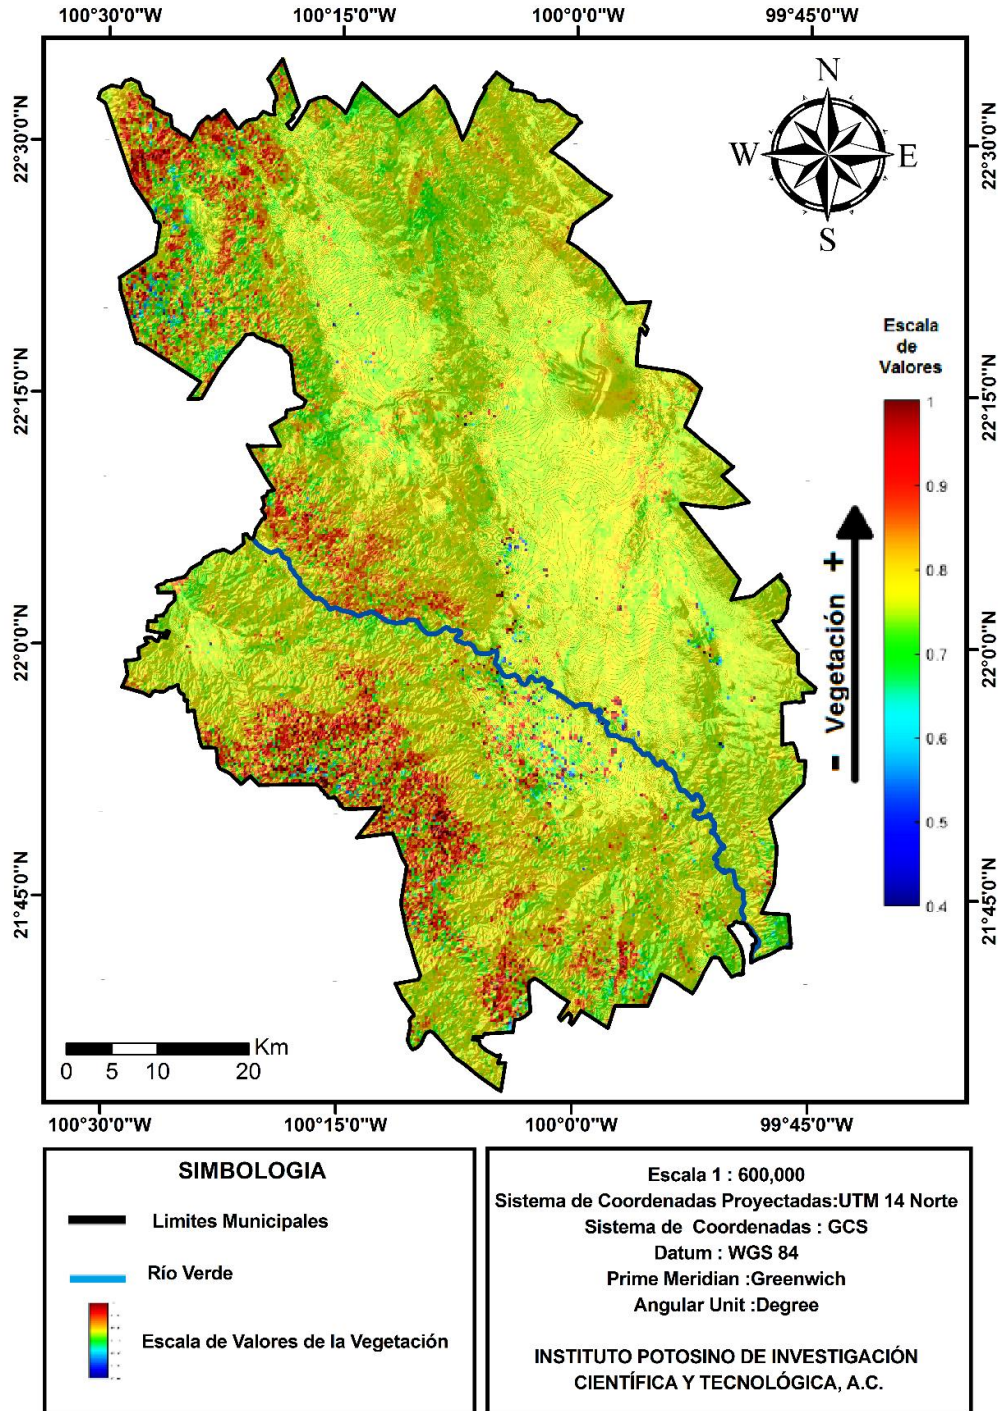 100°30'0"W 100°15'0"W 100°0'0"W 99°45'0"W
22°30'0"N
22°15'0"N
22°0'0"N
21°45'0"N
N
W E
S
22°30'0"N
22°15'0"N
22°0'0"N
21°45'0"N
Escala
de
Valores
1
0.9
0.8
0.7
0.6
0.5
0.4
- Vegetación +
Km
0 5 10 20
100°30'0"W 100°15'0"W 100°0'0"W 99°45'0"W
SIMBOLOGIA
Limites Municipales
Río Verde
Escala de Valores de la Vegetación
Escala 1 : 600,000
Sistema de Coordenadas Proyectadas:UTM 14 Norte
Sistema de Coordenadas : GCS
Datum : WGS 84
Prime Meridian :Greenwich
Angular Unit :Degree
INSTITUTO POTOSINO DE INVESTIGACIÓN
CIENTÍFICA Y TECNOLÓGICA, A.C.